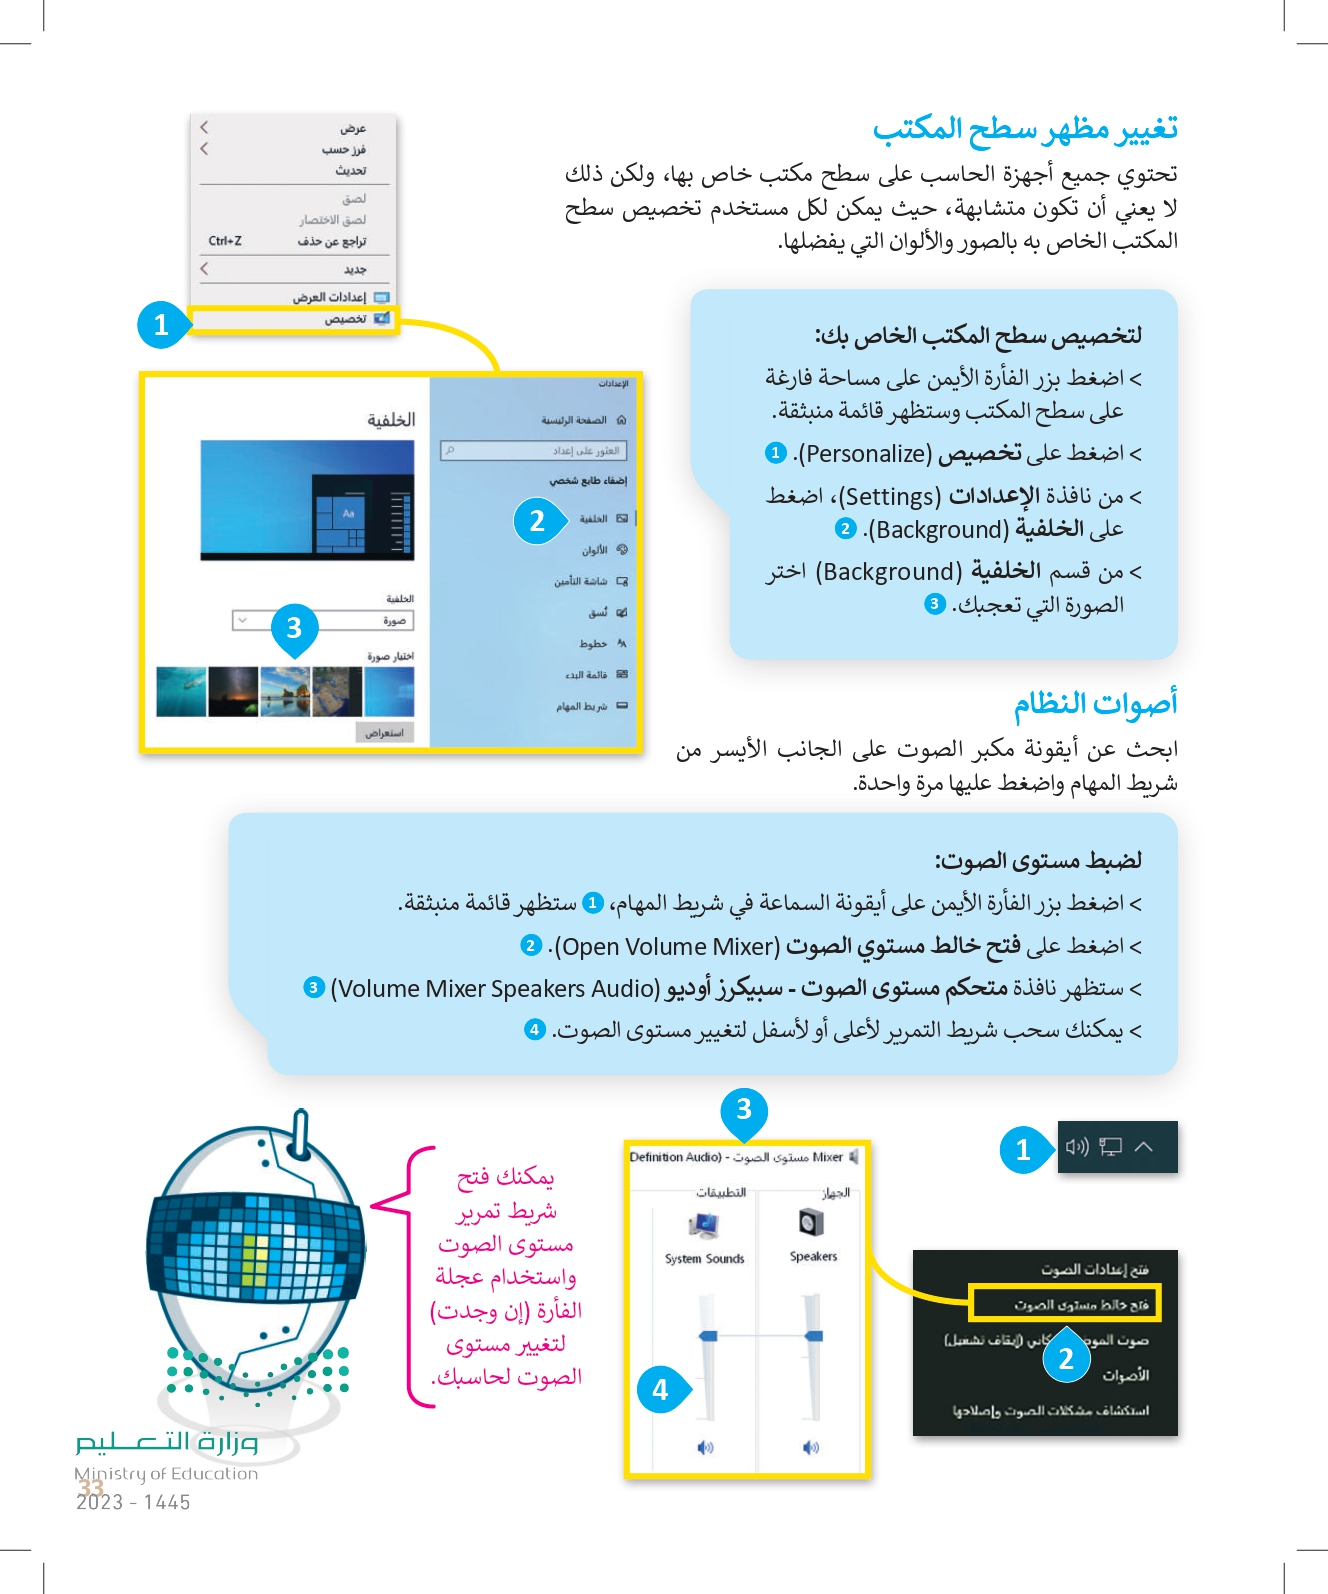 تغيير مظهر سطح المكتب
تحتوي جميع أجهزة الحاسب على سطح مكتب خاص بها، ولكن ذلك
لا يعني أن تكون متشابهة، حيث يمكن لكل مستخدم تخصيص سطح
المكتب الخاص به بالصور والألوان التي يفضلها.
عرض
فرز حسب
تحديث
لصق
لصق الاختصار
تراجع عن حذف Ctrl+Z
جديد
إعدادات العرض
تخصيص
1
لتخصيص سطح المكتب الخاص بك:
< اضغط بزر الفأرة الأيمن على مساحة فارغة
على سطح المكتب وستظهر قائمة منبثقة.
< اضغط على تخصيص (Personalize). 1
< من نافذة الإعدادات (Settings)، اضغط
على الخلفية (Background). 2
< من قسم الخلفية (Background) اختر
الصورة التي تعجبك. 3
الإعدادات
الصفحة الرئيسية
العثور على إعداد
إضفاء طابع شخصي
الخلفية
2
الألوان
شاشة التأمين
نُسق
خطوط
قائمة البدء
شريط المهام
الخلفية
Aa
الخلفية
صورة
3
اختيار صورة
استعراض
أصوات النظام
ابحث عن أيقونة مكبر الصوت على الجانب الأيسر من
شريط المهام واضغط عليها مرة واحدة.
لضبط مستوى الصوت:
< اضغط بزر الفأرة الأيمن على أيقونة السماعة في شريط المهام، 1 ستظهر قائمة منبثقة.
< اضغط على فتح خالط مستوي الصوت (Open Volume Mixer). 2
< ستظهر نافذة متحكم مستوى الصوت - سبيكرز أوديو (Volume Mixer Speakers Audio) 3
< يمكنك سحب شريط التمرير لأعلى أو لأسفل لتغيير مستوى الصوت. 4
1
فتح إعدادات الصوت
فتح خالط مستوى الصوت
2
صوت الموض كاني (إيقاف تشغيل)
الأصوات
استكشاف مشكلات الصوت وإصلاحها
3
Mixer مستوى الصوت - (Definition Audio
الجهاز
التطبيقات
Speakers
System Sounds
4
يمكنك فتح
شريط تمرير
مستوى الصوت
واستخدام عجلة
الفأرة (إن وجدت)
لتغيير مستوى
الصوت لحاسبك.
وزارة التعليم
Ministry of Education
33
2023 - 1445